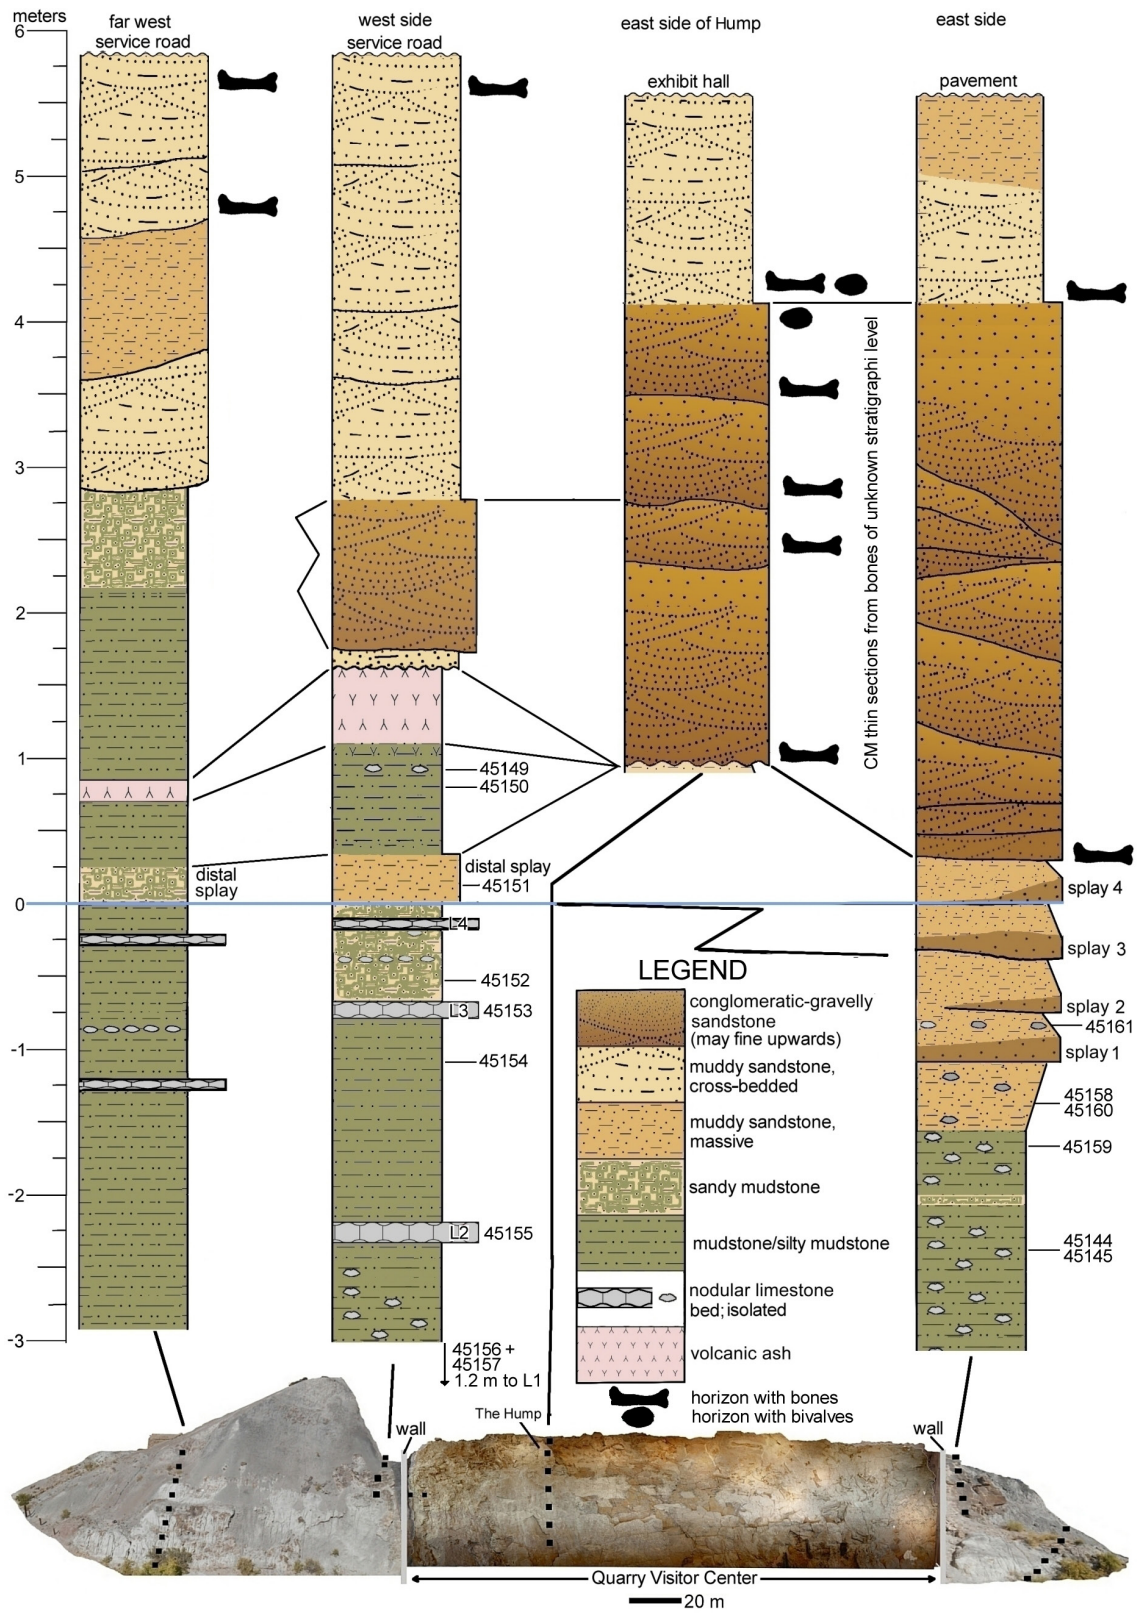 meters
6
5
4
3
2
1
0
-1
-2
-3
far west
service road
distal
splay
west side
service road
45149
45150
distal splay
45151
L4
45152
L3
45153
45154
L2
45155
45156 +
45157
1.2 m to L1
east side of Hump
exhibit hall
CM thin sections from bones of unknown stratigraphi level
east side
pavement
splay 4
splay 3
splay 2
45161
splay 1
45158
45160
45159
45144
45145
LEGEND
conglomeratic-gravelly
sandstone
(may fine upwards)
muddy sandstone,
cross-bedded
muddy sandstone,
massive
sandy mudstone
mudstone/silty mudstone
nodular limestone
bed; isolated
volcanic ash
horizon with bones
horizon with bivalves
The Hump
wall
wall
Quarry Visitor Center
20 m